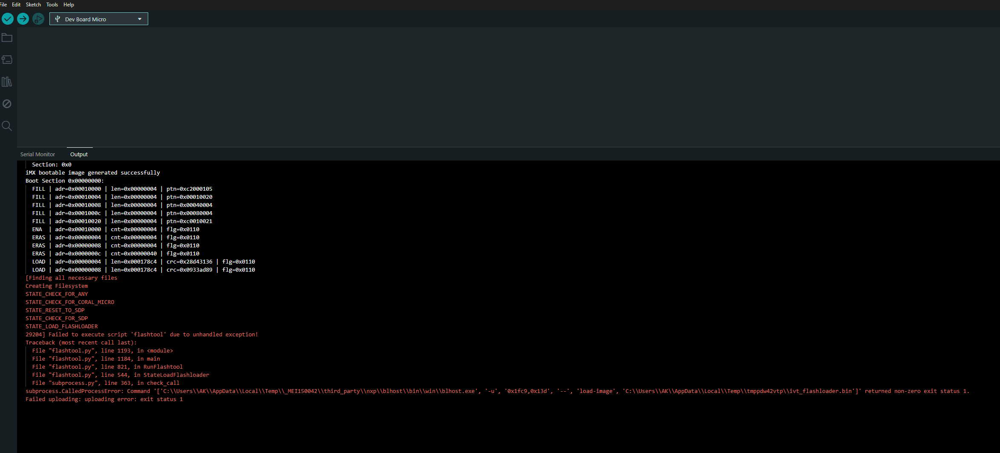 File Edit Sketch Tools Help
Dev Board Micro
Serial Monitor Output
Section: 0x0
iMX bootable image generated successfully
Boot Section 0x00000000:
FILL | adr=0x00010000 | len=0x00000004 | ptn=0xc2000105
FILL | adr=0x00010004 | len=0x00000004 | ptn=0x00010020
FILL | adr=0x00010008 | len=0x00000004 | ptn=0x00040004
FILL | adr=0x0001000c | len=0x00000004 | ptn=0x00080004
FILL | adr=0x00010020 | len=0x00000004 | ptn=0xc0010021
ENA  | adr=0x00010000 | cnt=0x00000004 | flg=0x0110
ERAS | adr=0x00000004 | cnt=0x00000004 | flg=0x0110
ERAS | adr=0x00000008 | cnt=0x00000004 | flg=0x0110
ERAS | adr=0x0000000c | cnt=0x00000040 | flg=0x0110
LOAD | adr=0x00000004 | len=0x000178c4 | crc=0x28d43136 | flg=0x0110
LOAD | adr=0x00000008 | len=0x000178c4 | crc=0x0933ad89 | flg=0x0110
[Finding all necessary files
Creating Filesystem
STATE_CHECK_FOR_ANY
STATE_CHECK_FOR_CORAL_MICRO
STATE_RESET_TO_SDP
STATE_CHECK_FOR_SDP
STATE_LOAD_FLASHLOADER
29204] Failed to execute script 'flashtool' due to unhandled exception!
Traceback (most recent call last):
File "flashtool.py", line 1193, in <module>
File "flashtool.py", line 1184, in main
File "flashtool.py", line 821, in RunFlashtool
File "flashtool.py", line 544, in StateLoadFlashloader
File "subprocess.py", line 363, in check_call
subprocess.CalledProcessError: Command '['C:\\Users\\AK\\AppData\\Local\\Temp\\_MEI150042\\third_party\\nxp\\blhost\\bin\\win\\blhost.exe', '-u', '0x1fc9,0x13d', '--', 'load-image', 'C:\\Users\\AK\\AppData\\Local\\Temp\\tmppdw42vtp\\ivt_flashloader.bin']' returned non-zero exit status 1.
Failed uploading: uploading error: exit status 1